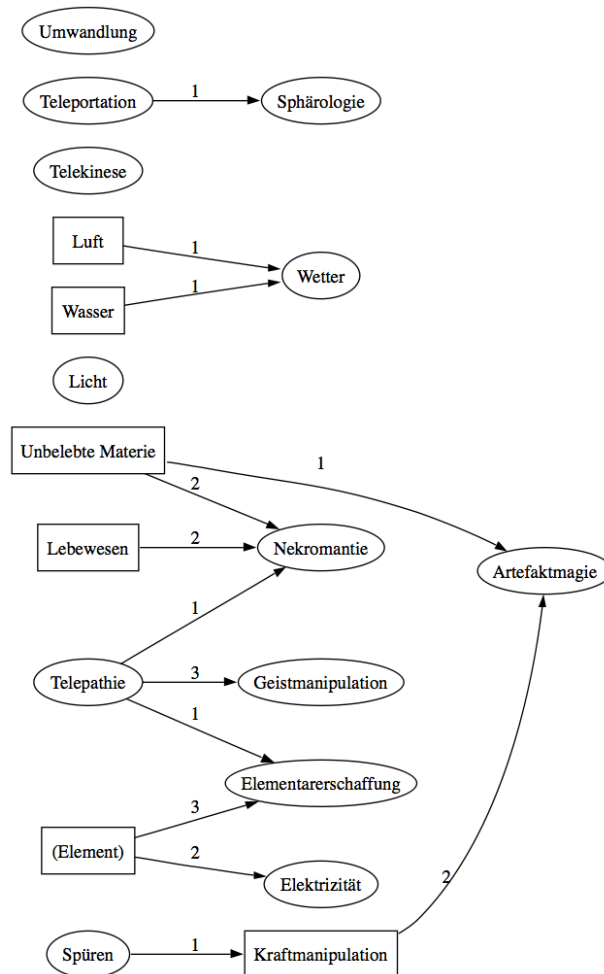 Umwandlung
Teleportation
1
Sphärologie
Telekinese
Luft
1
Wetter
Wasser
1
Licht
Unbelebte Materie
1
2
Lebewesen
2
Nekromantie
Artefaktmagie
1
Telepathie
3
Geistmanipulation
1
Elementarerschaffung
3
(Element)
2
Elektrizität
2
Spüren
1
Kraftmanipulation